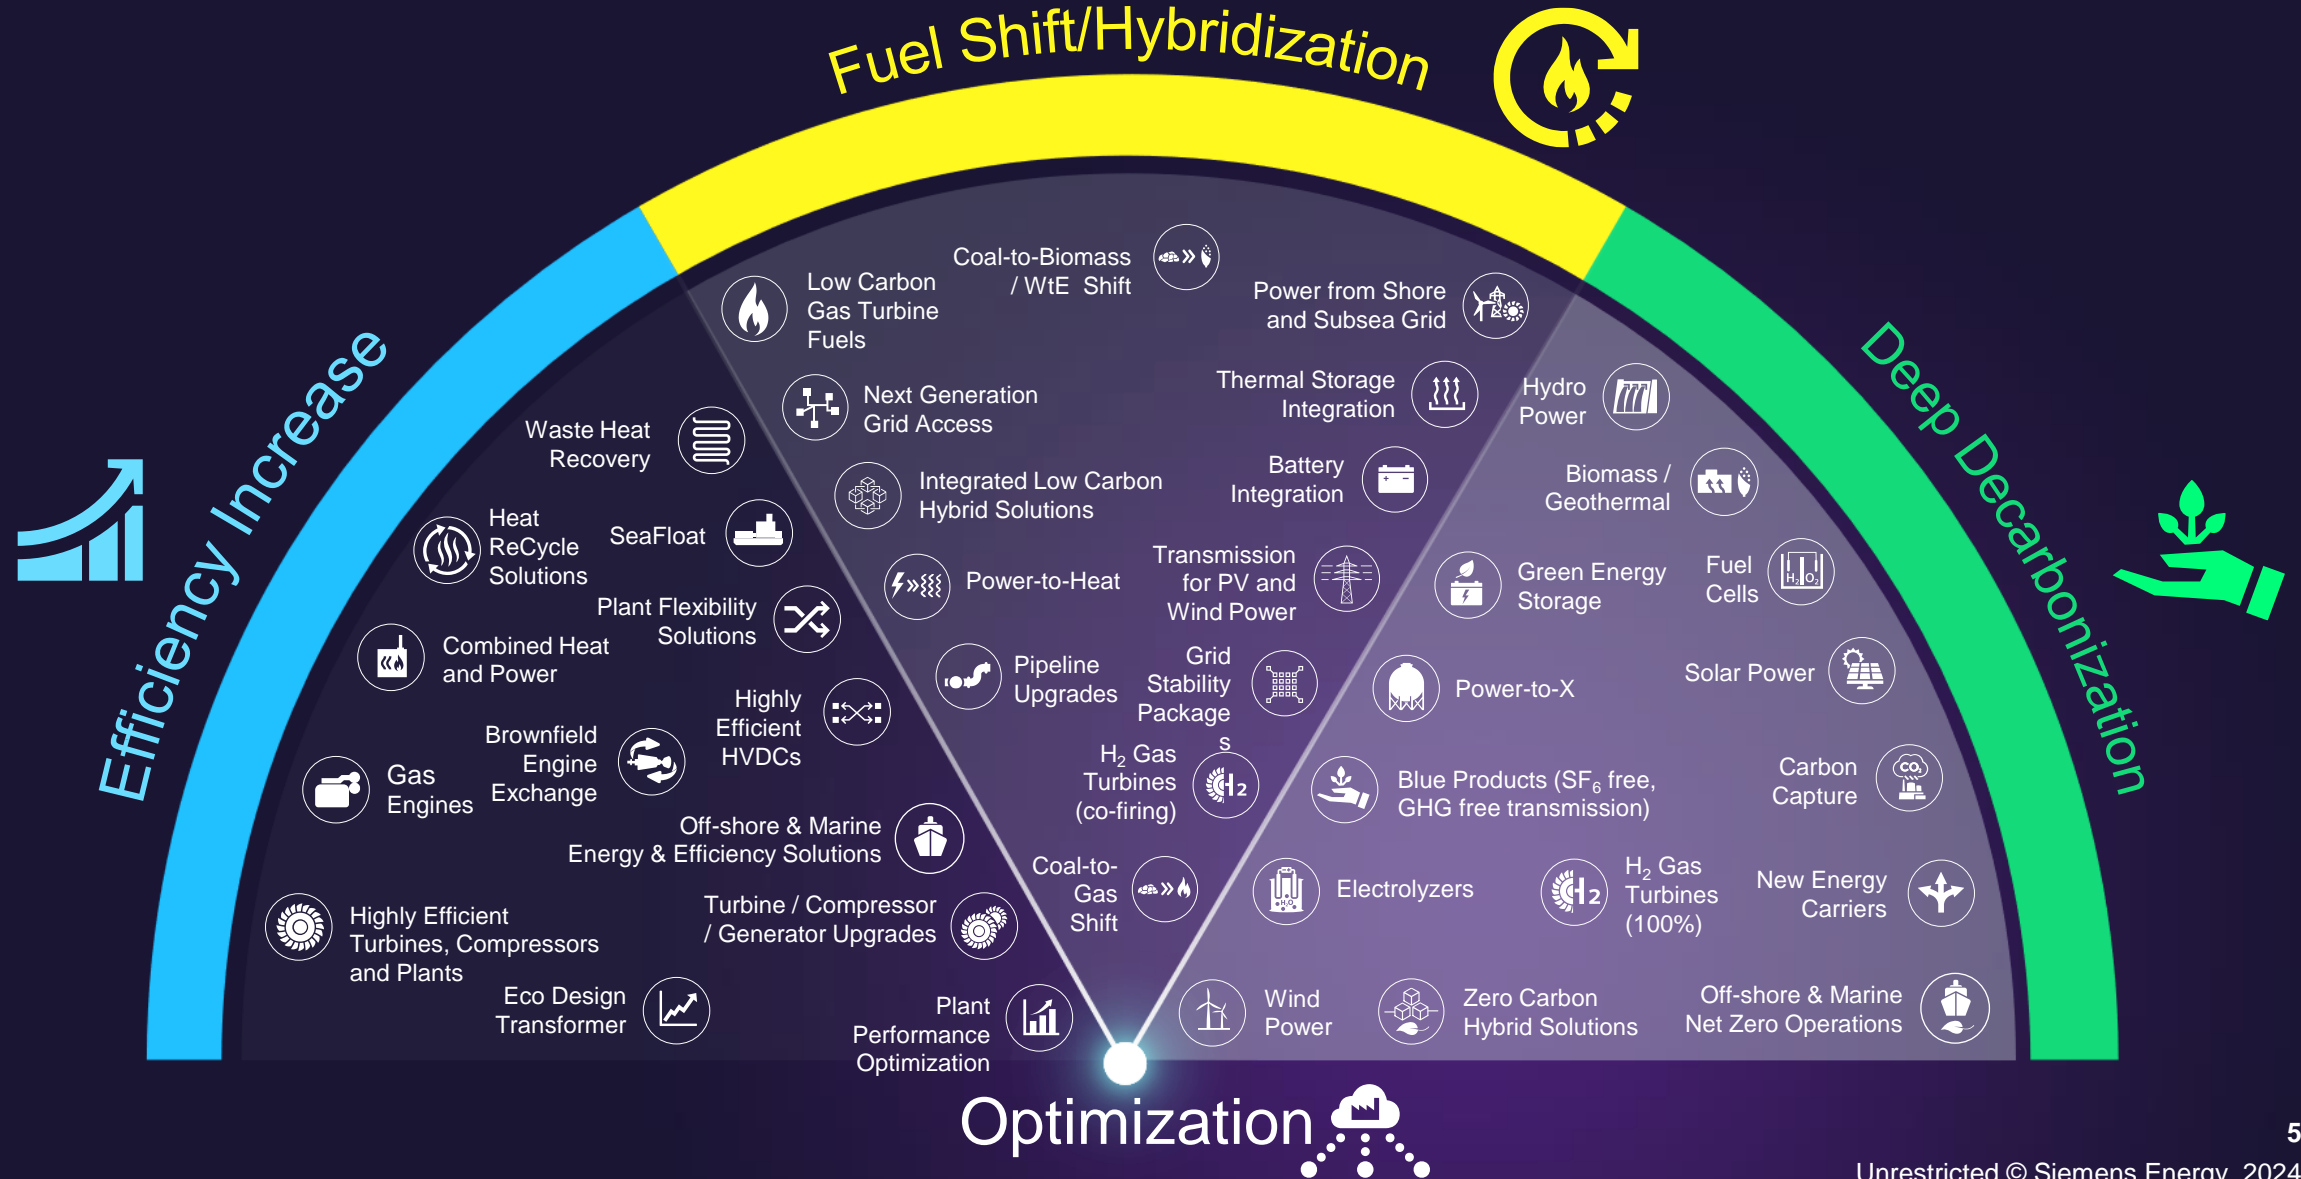 Fuel Shift/Hybridization
Efficiency Increase
Deep Decarbonization
Waste Heat
Recovery
Heat
ReCycle
Solutions
SeaFloat
Plant Flexibility
Solutions
Combined Heat
and Power
Highly
Efficient
HVDCs
Brownfield
Engine
Exchange
Gas
Engines
Off-shore & Marine
Energy & Efficiency Solutions
Highly Efficient
Turbines, Compressors
and Plants
Turbine / Compressor
/ Generator Upgrades
Eco Design
Transformer
Plant
Performance
Optimization
Low Carbon
Gas Turbine
Fuels
Coal-to-Biomass
/ WtE Shift
Power from Shore
and Subsea Grid
Next Generation
Grid Access
Thermal Storage
Integration
Integrated Low Carbon
Hybrid Solutions
Battery
Integration
Power-to-Heat
Transmission
for PV and
Wind Power
Pipeline
Upgrades
Grid
Stability
Package
s
H₂ Gas
Turbines
(co-firing)
H2
Coal-to-
Gas
Shift
Hydro
Power
Biomass /
Geothermal
Green Energy
Storage
Fuel
Cells
H₂ O₂
Power-to-X
Solar Power
Blue Products (SF₆ free,
GHG free transmission)
Carbon
Capture
CO₂
Electrolyzers
H₂O
H₂ Gas
Turbines
(100%)
H2
New Energy
Carriers
Wind
Power
Zero Carbon
Hybrid Solutions
Off-shore & Marine
Net Zero Operations
Optimization
5
Unrestricted © Siemens Energy, 2024